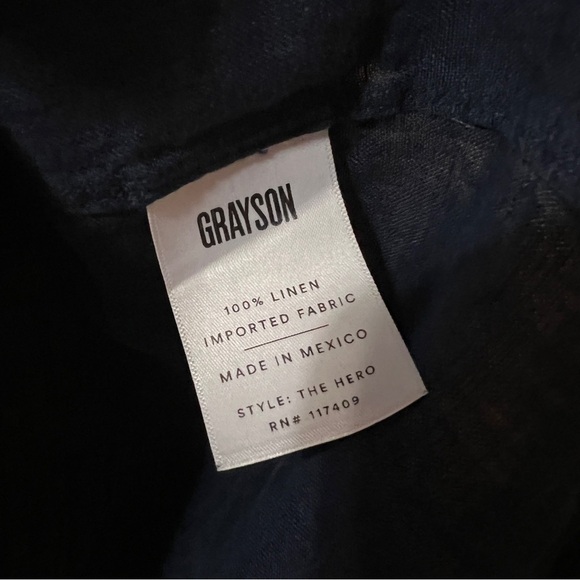 GRAYSON
100% LINEN
IMPORTED FABRIC
MADE IN MEXICO
STYLE: THE HERO
RN# 117409